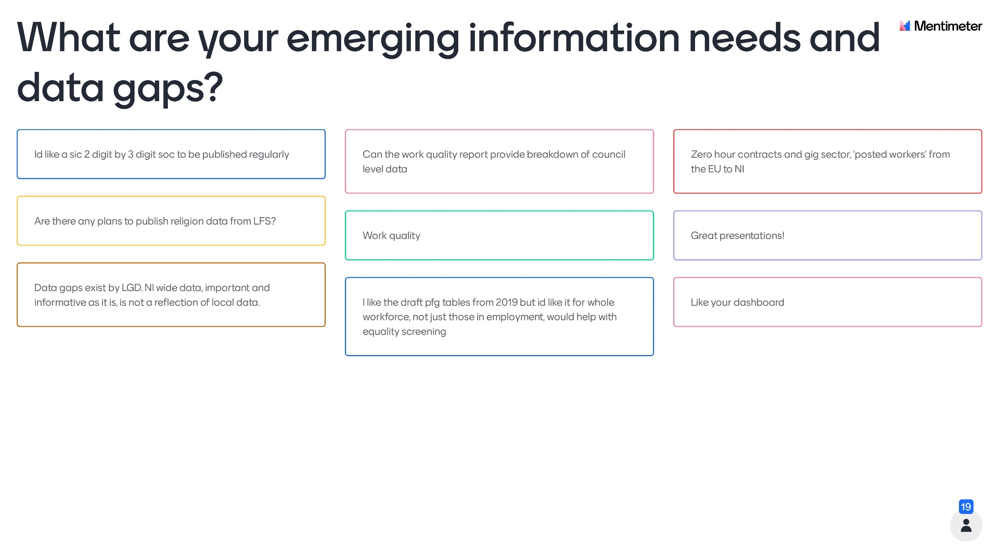 What are your emerging information needs and
data gaps?
Mentimeter
Id like a sic 2 digit by 3 digit soc to be published regularly
Can the work quality report provide breakdown of council
level data
Zero hour contracts and gig sector, 'posted workers' from
the EU to NI
Are there any plans to publish religion data from LFS?
Work quality
Great presentations!
Data gaps exist by LGD. NI wide data, important and
informative as it is, is not a reflection of local data.
I like the draft pfg tables from 2019 but id like it for whole
workforce, not just those in employment, would help with
equality screening
Like your dashboard
19